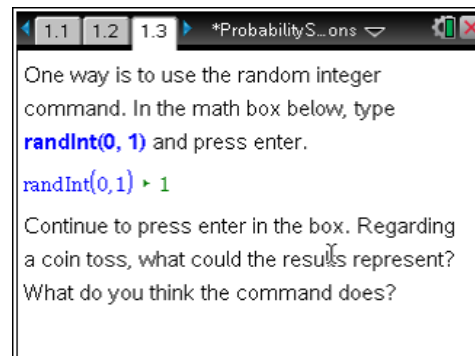 1.1 1.2 1.3 *ProbabilityS...ons
One way is to use the random integer
command. In the math box below, type
randInt(0, 1) and press enter.
randInt(0,1) ▸ 1
Continue to press enter in the box. Regarding
a coin toss, what could the results represent?
What do you think the command does?